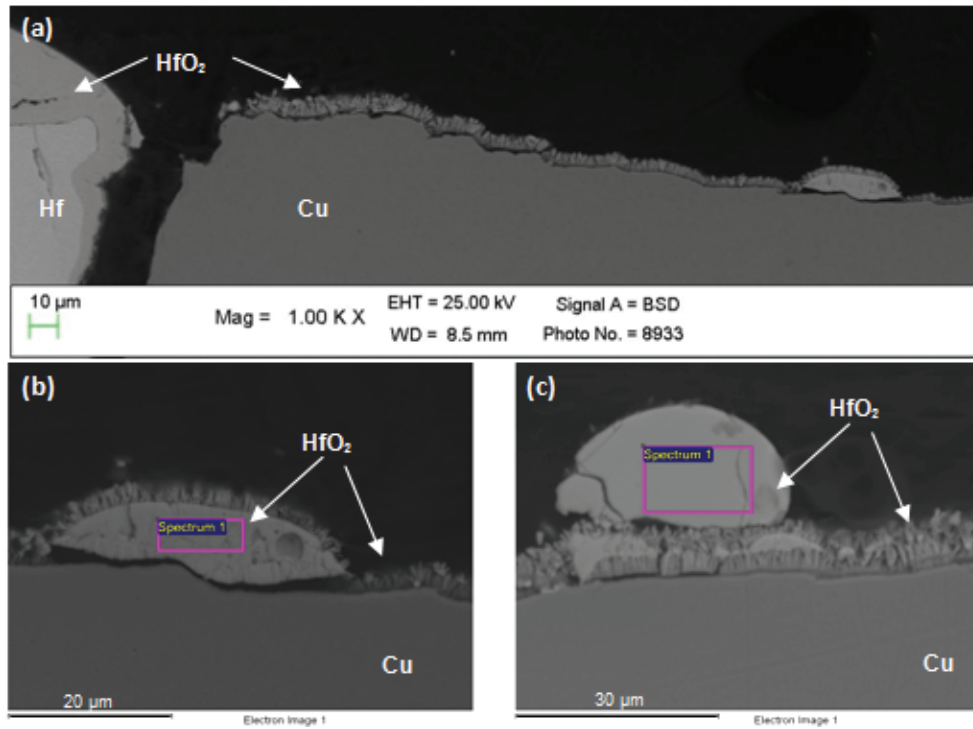 (a)
HfO₂
Hf
Cu
10 µm
Mag = 1.00 K X
EHT = 25.00 kV
WD = 8.5 mm
Signal A = BSD
Photo No. = 8933
(b)
HfO₂
Spectrum 1
Cu
20 µm
Electron Image 1
(c)
HfO₂
Spectrum 1
Cu
30 µm
Electron Image 1